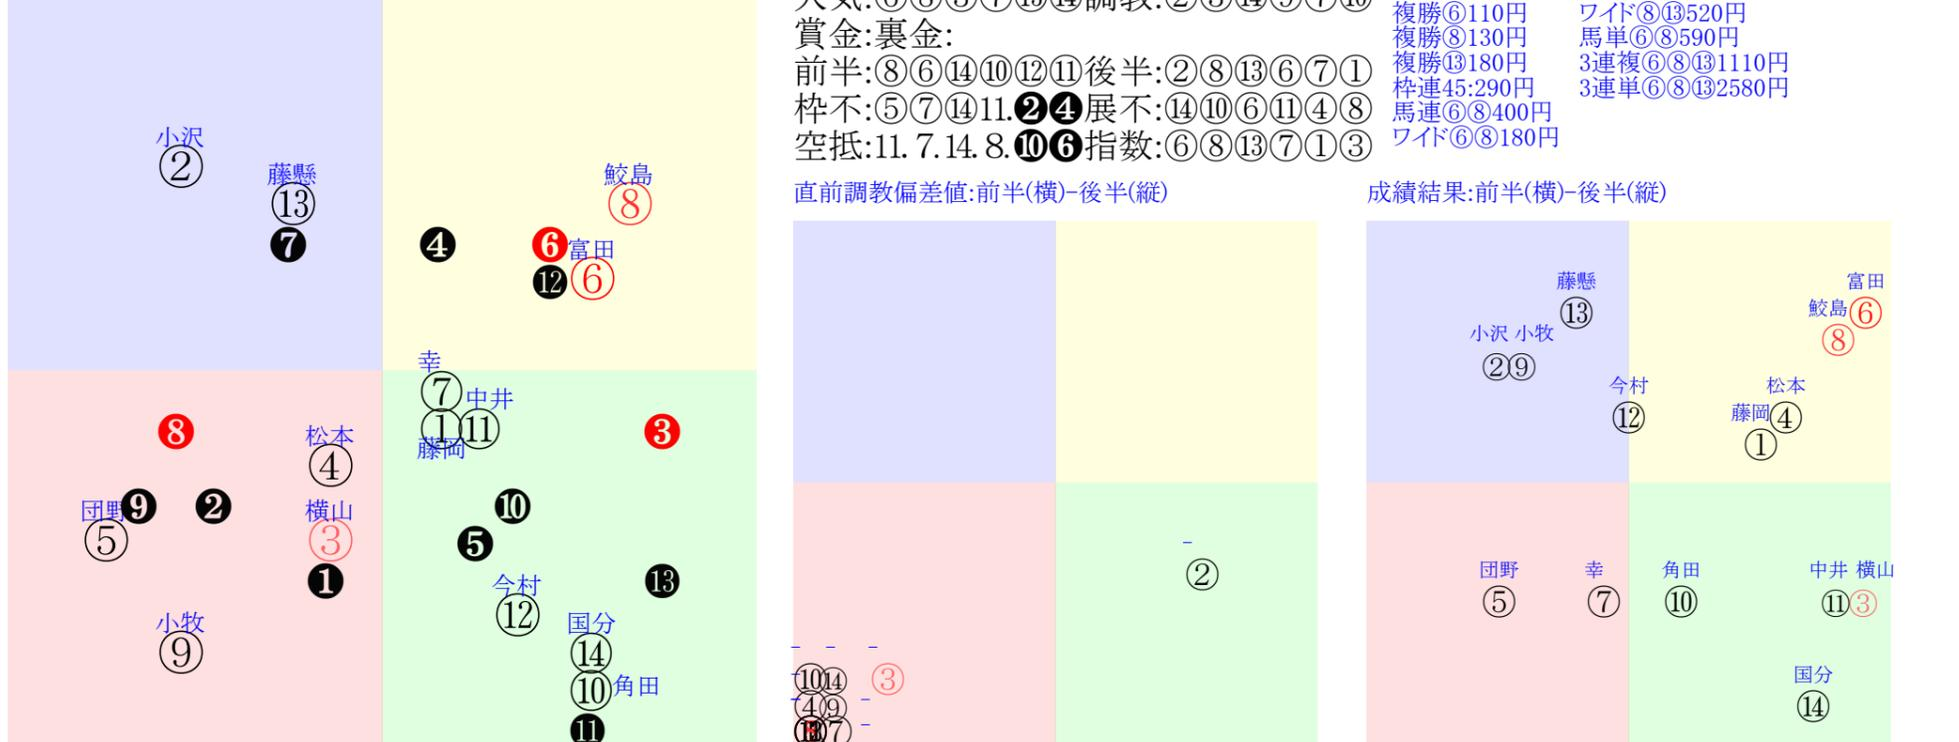 賞金:裏金:
前半:⑧⑥⑭⑩⑫⑪後半:②⑧⑬⑥⑦①
枠不:⑤⑦⑭11.❷❹展不:⑭⑩⑥⑪④⑧
空抵:11.7.14.8.❿❻指数:⑥⑧⑬⑦①③
複勝⑥110円
複勝⑧130円
複勝⑬180円
枠連45:290円
馬連⑥⑧400円
ワイド⑥⑧180円
ワイド⑧⑬520円
馬単⑥⑧590円
3連複⑥⑧⑬1110円
3連単⑥⑧⑬2580円
小沢
②
藤懸
⑬
❼
鮫島
⑧
❹
❻
富田
⑥
⓬
幸
⑦
中井
①⑪
藤岡
❽
❸
松本
④
団野
❾
❷
横山
⑤
③
❿
❺
❶
今村
⑫
⓭
小牧
⑨
国分
⑭
⑩
角田
⓫
直前調教偏差値:前半(横)−後半(縦)
②
⑩⑭
③
④⑨
⑦
成績結果:前半(横)−後半(縦)
藤懸
⑬
富田
⑥
鮫島
⑧
小沢 小牧
②⑨
今村
⑫
松本
④
藤岡
①
団野
⑤
幸
⑦
角田
⑩
中井 横山
⑪③
国分
⑭